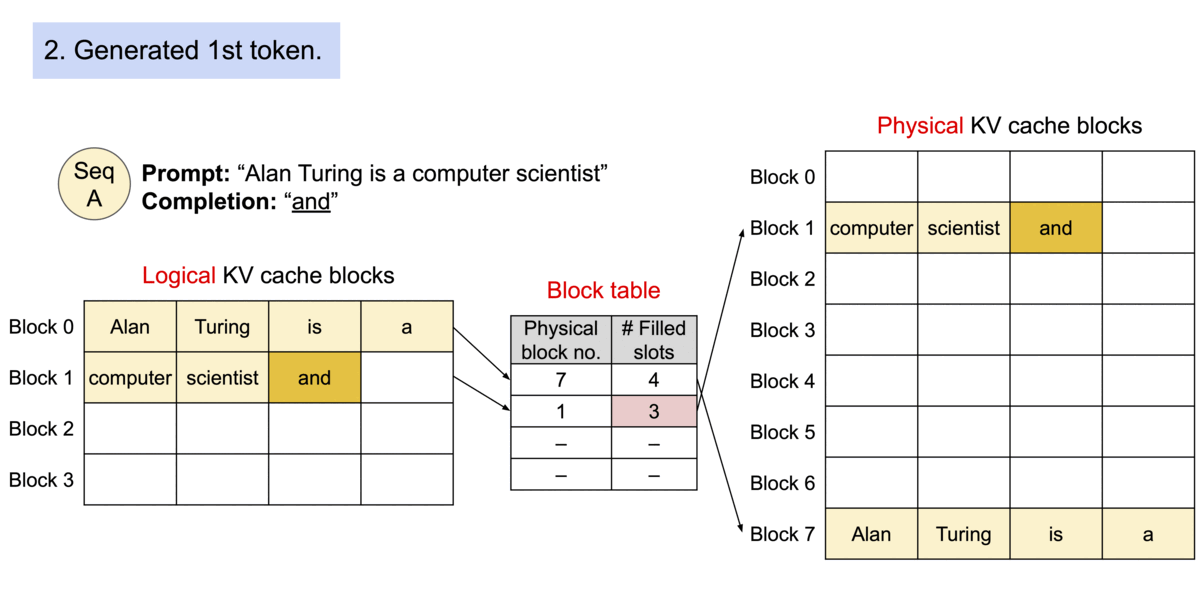 2. Generated 1st token.
Seq
A
Prompt: “Alan Turing is a computer scientist”
Completion: “and”
Logical KV cache blocks
Block 0 Alan Turing is a
Block 1 computer scientist and
Block 2
Block 3
Block table
Physical block no. # Filled slots
7 4
1 3
– –
– –
Physical KV cache blocks
Block 0
Block 1 computer scientist and
Block 2
Block 3
Block 4
Block 5
Block 6
Block 7 Alan Turing is a